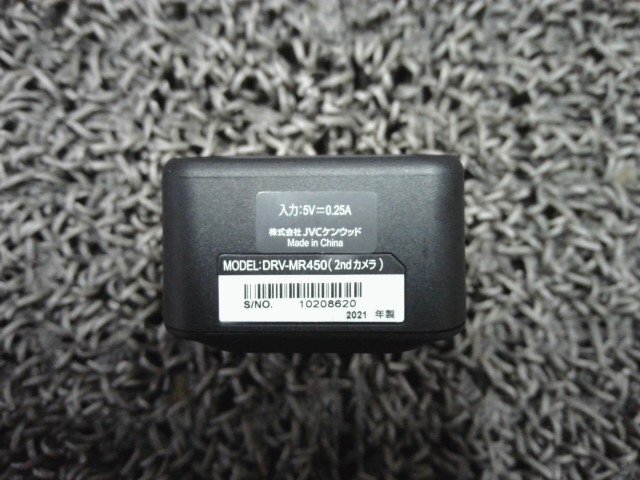 入力:5V⎓0.25A
株式会社JVCケンウッド
Made in China
MODEL:DRV-MR450(2ndカメラ)
S/NO. 10208620
2021 年製